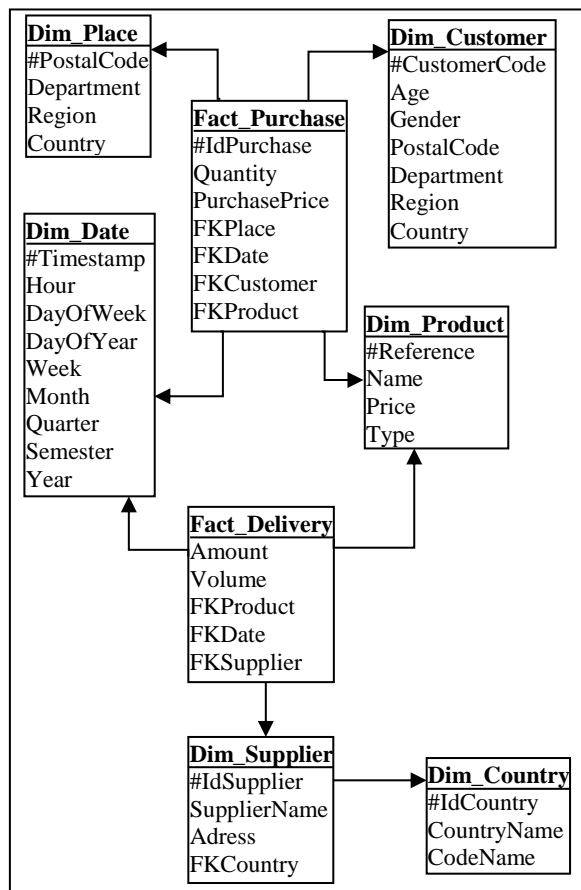 Dim_Place
#PostalCode
Department
Region
Country
Dim_Customer
#CustomerCode
Age
Gender
PostalCode
Department
Region
Country
Fact_Purchase
#IdPurchase
Quantity
PurchasePrice
FKPlace
FKDate
FKCustomer
FKProduct
Dim_Date
#Timestamp
Hour
DayOfWeek
DayOfYear
Week
Month
Quarter
Semester
Year
Dim_Product
#Reference
Name
Price
Type
Fact_Delivery
Amount
Volume
FKProduct
FKDate
FKSupplier
Dim_Supplier
#IdSupplier
SupplierName
Adress
FKCountry
Dim_Country
#IdCountry
CountryName
CodeName